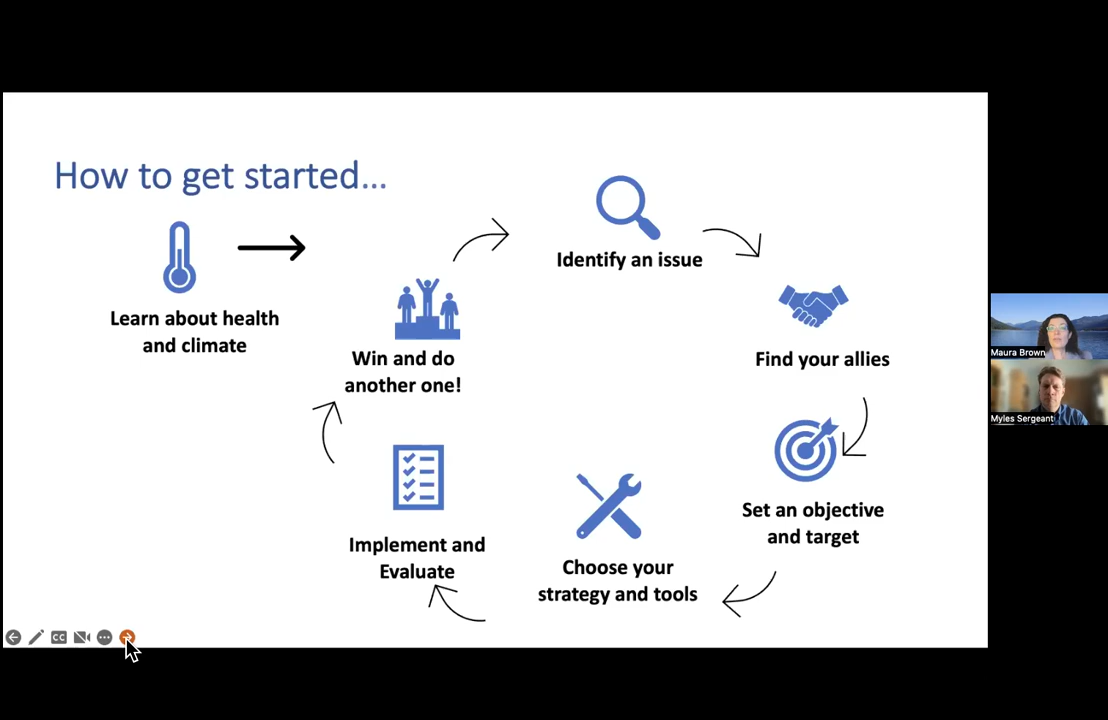 How to get started...
Learn about health
and climate
Identify an issue
Find your allies
Set an objective
and target
Choose your
strategy and tools
Implement and
Evaluate
Win and do
another one!
CC
Maura Brown
Myles Sergeant